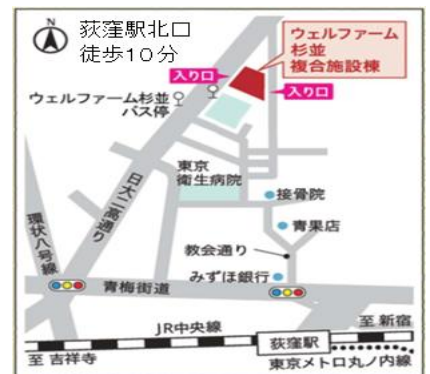 N
荻窪駅北口
徒歩10分
ウェルファーム
杉並
複合施設棟
入り口
入り口
ウェルファーム杉並
バス停
東京
衛生病院
接骨院
日大二高通り
青果店
環状八号線
教会通り
みずほ銀行
青梅街道
JR中央線
至 新宿
荻窪駅
至 吉祥寺
東京メトロ丸ノ内線